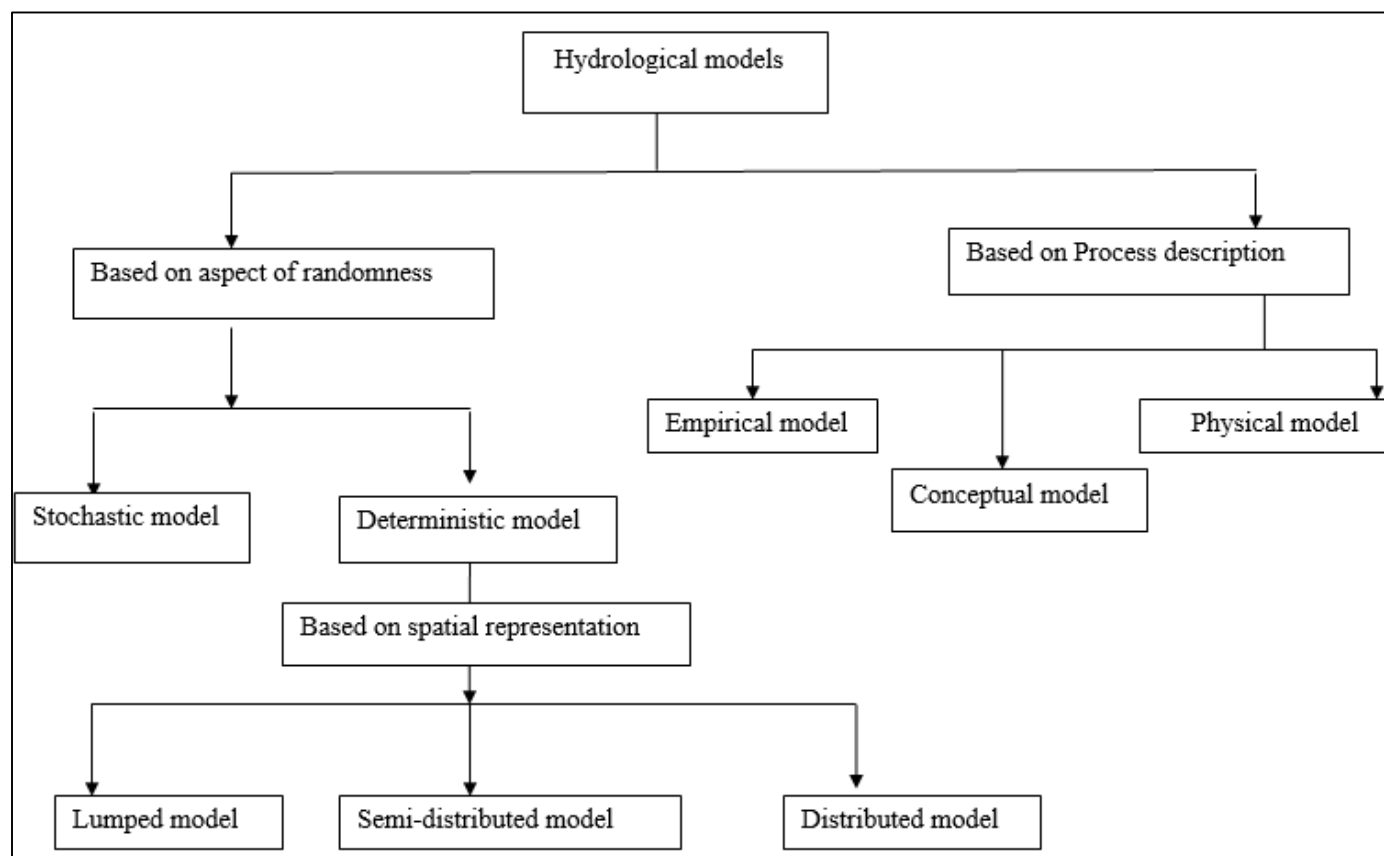 Hydrological models
Based on aspect of randomness
Based on Process description
Empirical model
Physical model
Conceptual model
Stochastic model
Deterministic model
Based on spatial representation
Lumped model
Semi-distributed model
Distributed model